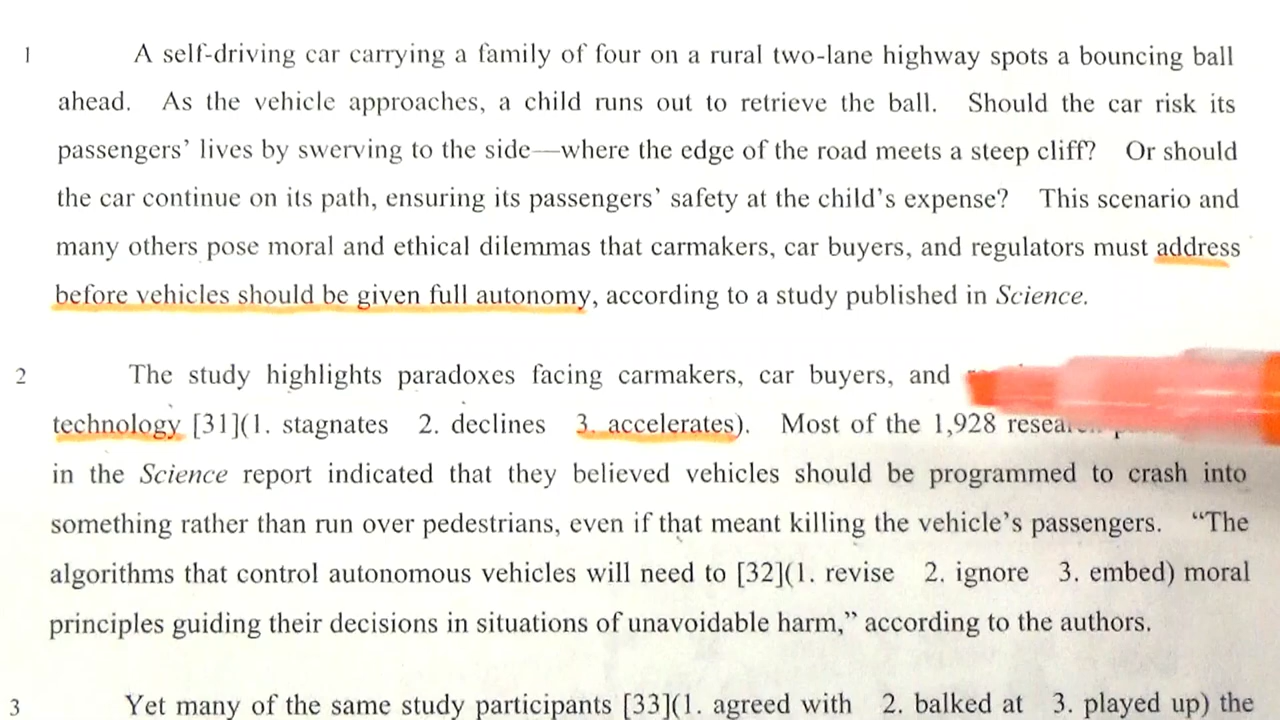 1 A self-driving car carrying a family of four on a rural two-lane highway spots a bouncing ball
ahead. As the vehicle approaches, a child runs out to retrieve the ball. Should the car risk its
passengers’ lives by swerving to the side—where the edge of the road meets a steep cliff? Or should
the car continue on its path, ensuring its passengers’ safety at the child’s expense? This scenario and
many others pose moral and ethical dilemmas that carmakers, car buyers, and regulators must address
before vehicles should be given full autonomy, according to a study published in Science.
2 The study highlights paradoxes facing carmakers, car buyers, and
technology [31](1. stagnates 2. declines 3. accelerates). Most of the 1,928
in the Science report indicated that they believed vehicles should be programmed to crash into
something rather than run over pedestrians, even if that meant killing the vehicle’s passengers. “The
algorithms that control autonomous vehicles will need to [32](1. revise 2. ignore 3. embed) moral
principles guiding their decisions in situations of unavoidable harm,” according to the authors.
3 Yet many of the same study participants [33](1. agreed with 2. balked at 3. played up) the